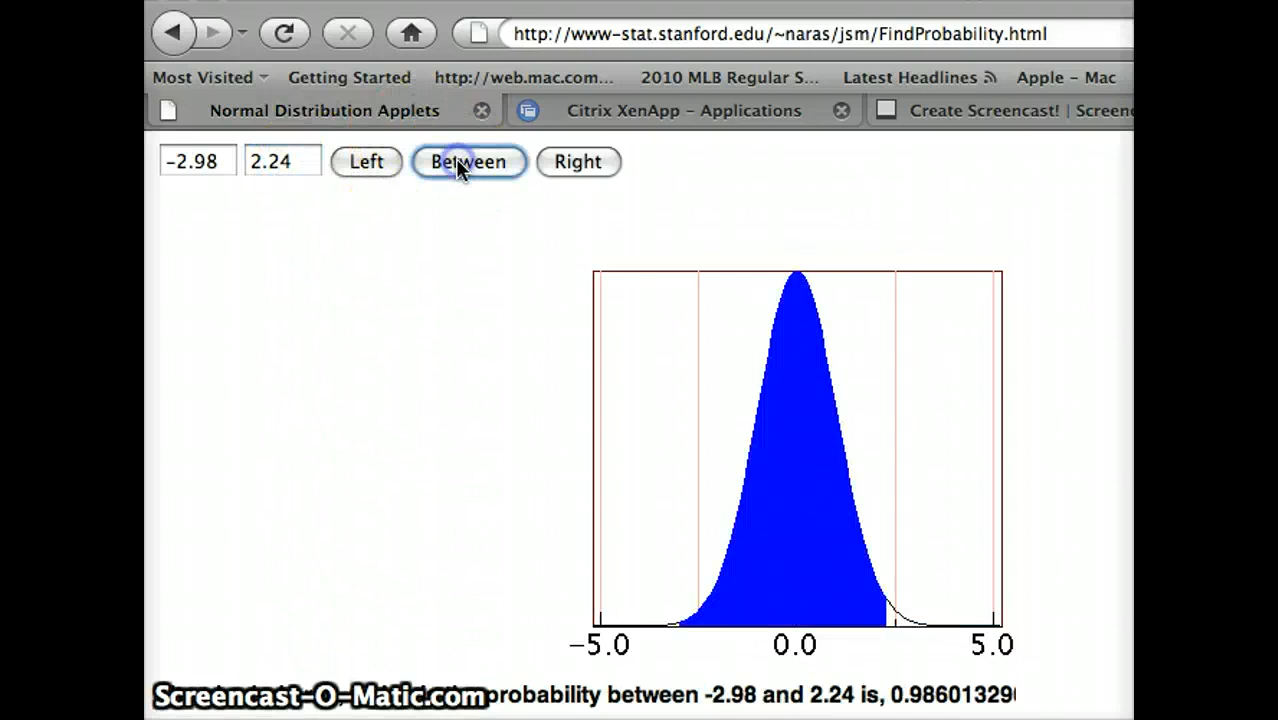 http://www-stat.stanford.edu/~naras/jsm/FindProbability.html
Most Visited Getting Started http://web.mac.com... 2010 MLB Regular S... Latest Headlines Apple - Mac
Normal Distribution Applets Citrix XenApp - Applications Create Screencast! | Screen
-2.98 2.24 Left Between Right
-5.0 0.0 5.0
Screencast-O-Matic.com probability between -2.98 and 2.24 is, 0.98601329